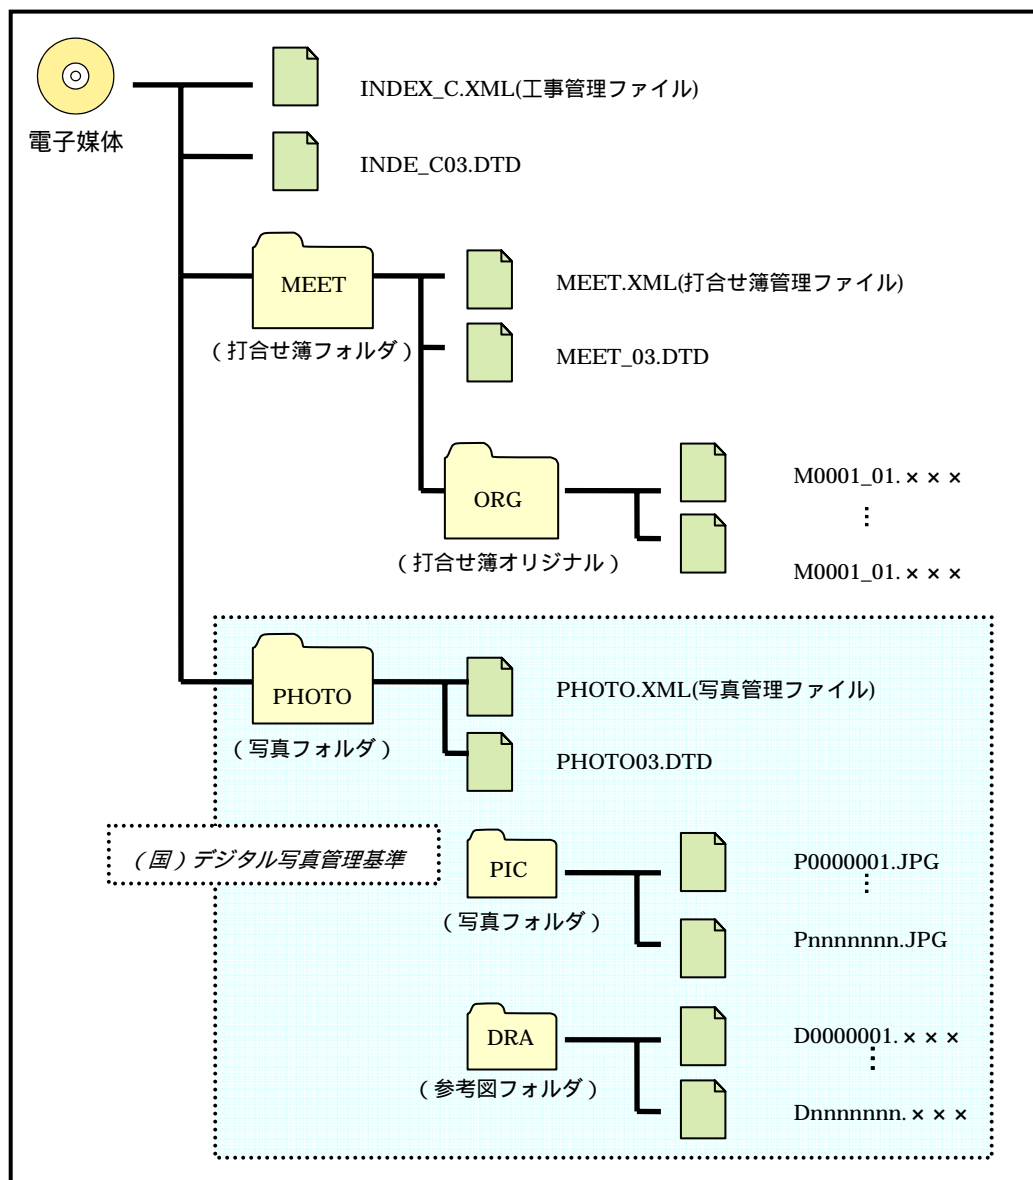 電子媒体
INDEX_C.XML(工事管理ファイル)
INDE_C03.DTD
MEET
(打合せ簿フォルダ)
MEET.XML(打合せ簿管理ファイル)
MEET_03.DTD
ORG
(打合せ簿オリジナル)
M0001_01.×××
⋮
M0001_01.×××
PHOTO
(写真フォルダ)
PHOTO.XML(写真管理ファイル)
PHOTO03.DTD
(国)デジタル写真管理基準
PIC
(写真フォルダ)
P0000001.JPG
⋮
Pnnnnnnn.JPG
DRA
(参考図フォルダ)
D0000001.×××
⋮
Dnnnnnnn.×××